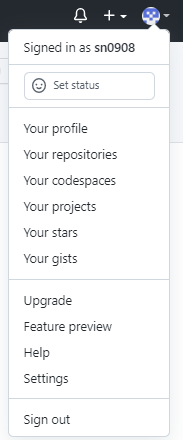 Signed in as sn0908
Set status
Your profile
Your repositories
Your codespaces
Your projects
Your stars
Your gists
Upgrade
Feature preview
Help
Settings
Sign out